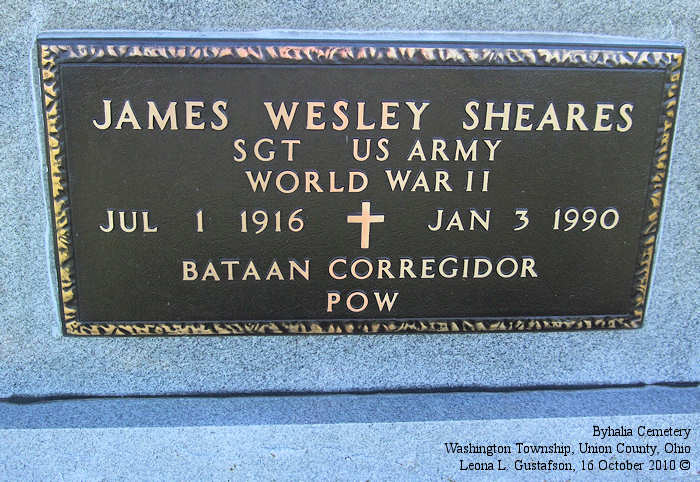 JAMES WESLEY SHEARES
SGT US ARMY
WORLD WAR II
JUL 1 1916 JAN 3 1990
BATAAN CORREGIDOR
POW
Byhalia Cemetery
Washington Township, Union County, Ohio
Leona L. Gustafson, 16 October 2010 ©